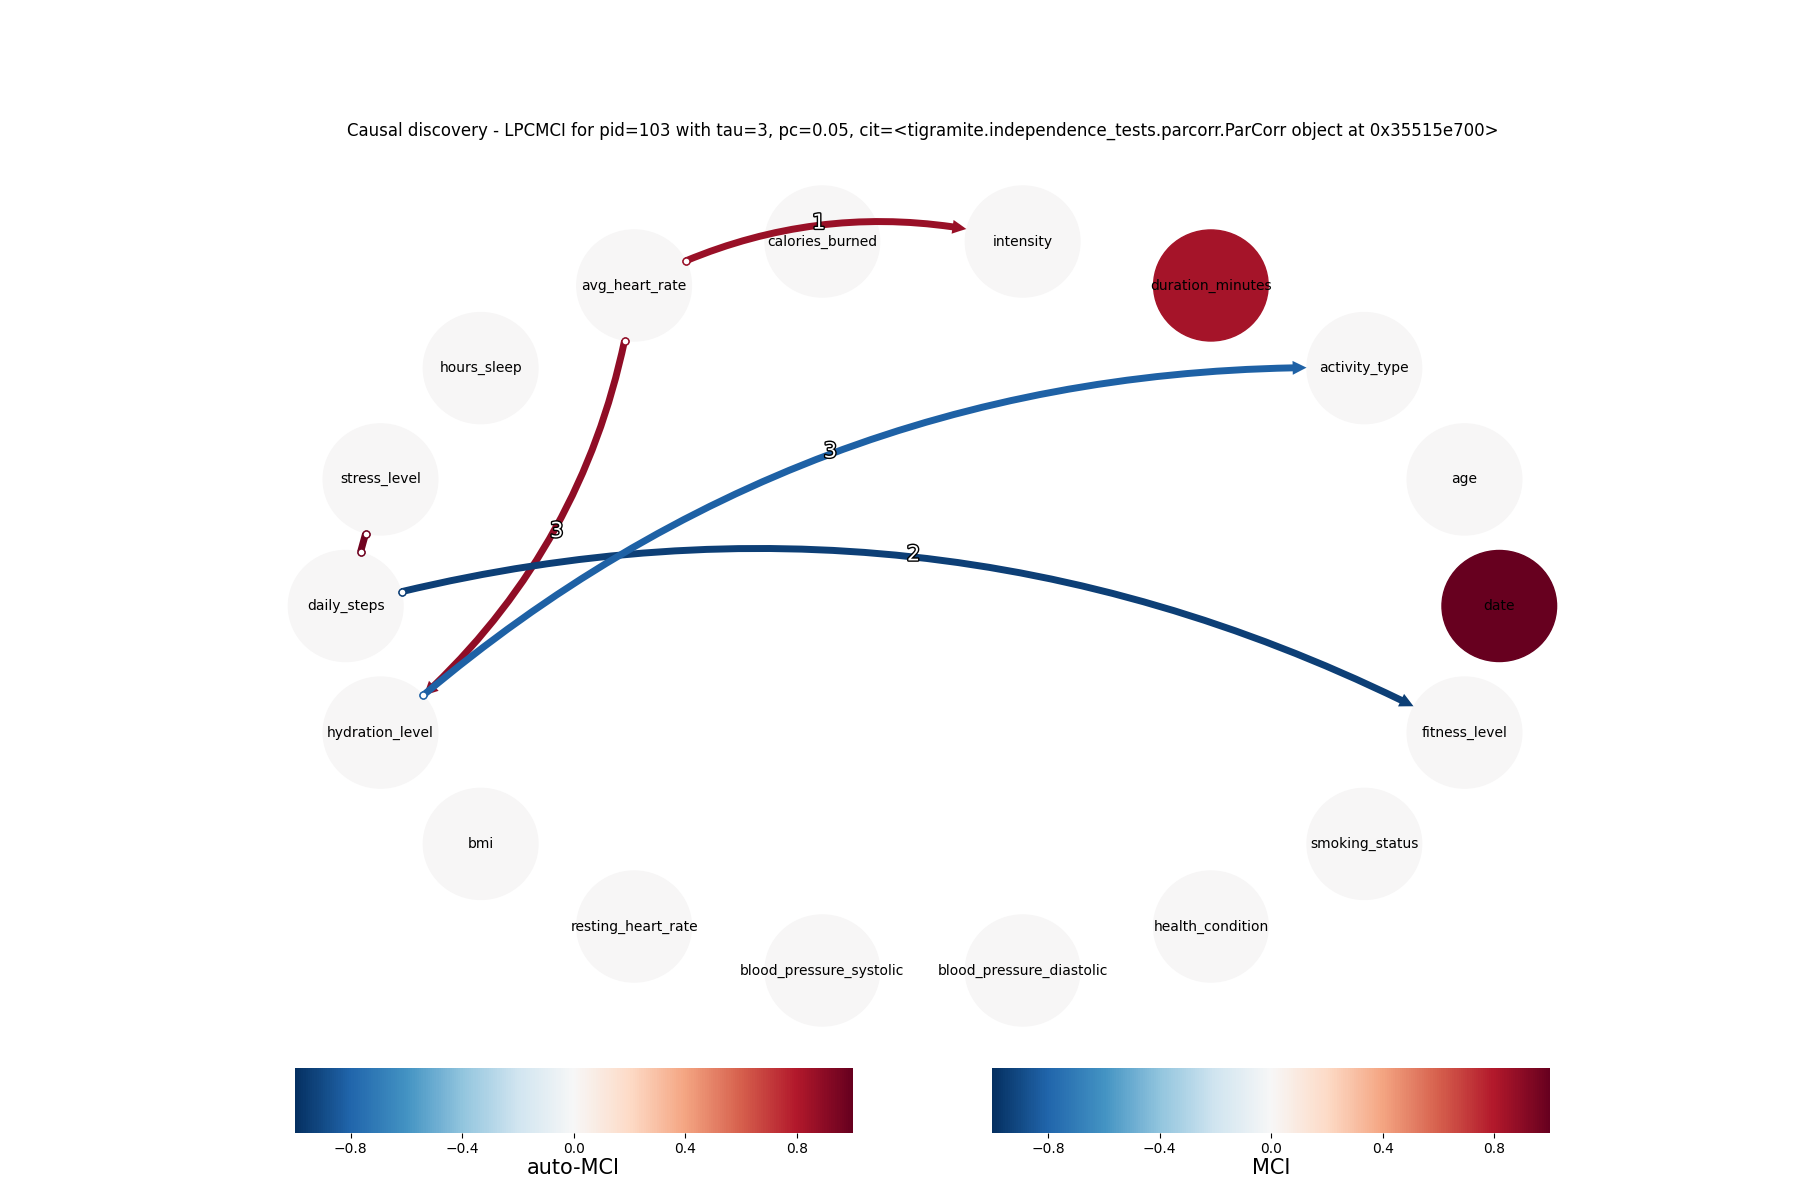 Causal discovery - LPCMCI for pid=103 with tau=3, pc=0.05, cit=<tigramite.independence_tests.parcorr.ParCorr object at 0x35515e700>
1
calories_burned
intensity
avg_heart_rate
duration_minutes
hours_sleep
activity_type
3
stress_level
age
3
2
daily_steps
date
hydration_level
fitness_level
bmi
smoking_status
resting_heart_rate
health_condition
blood_pressure_systolic
blood_pressure_diastolic
−0.8 −0.4 0.0 0.4 0.8
auto-MCI
−0.8 −0.4 0.0 0.4 0.8
MCI